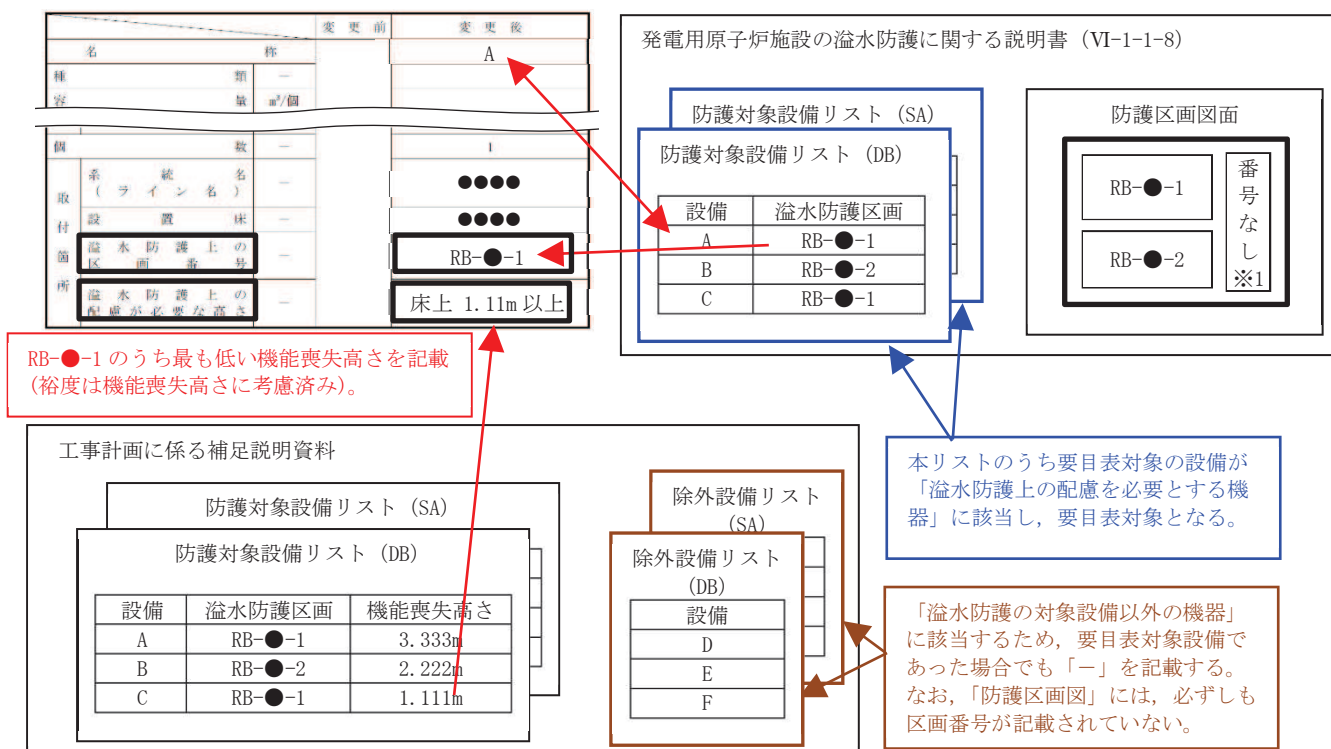 変更前 変更後
名称 A
種類 －
容量 m³/個
個数 － 1
取付箇所
系統名
(ライン名) － ●●●●
設置床 － ●●●●
溢水防護上の
区画番号 － RB-●-1
溢水防護上の
配慮が必要な高さ － 床上 1.11m 以上
RB-●-1 のうち最も低い機能喪失高さを記載
(裕度は機能喪失高さに考慮済み)。
発電用原子炉施設の溢水防護に関する説明書 (Ⅵ-1-1-8)
防護対象設備リスト (SA)
防護対象設備リスト (DB)
設備 溢水防護区画
A RB-●-1
B RB-●-2
C RB-●-1
防護区画図面
RB-●-1
RB-●-2
番号なし※1
本リストのうち要目表対象の設備が
「溢水防護上の配慮を必要とする機
器」に該当し，要目表対象となる。
工事計画に係る補足説明資料
防護対象設備リスト (SA)
防護対象設備リスト (DB)
設備 溢水防護区画 機能喪失高さ
A RB-●-1 3.333m
B RB-●-2 2.222m
C RB-●-1 1.111m
除外設備リスト
(SA)
除外設備リスト
(DB)
設備
D
E
F
「溢水防護の対象設備以外の機器」
に該当するため，要目表対象設備で
あった場合でも「－」を記載する。
なお，「防護区画図」には，必ずしも
区画番号が記載されていない。